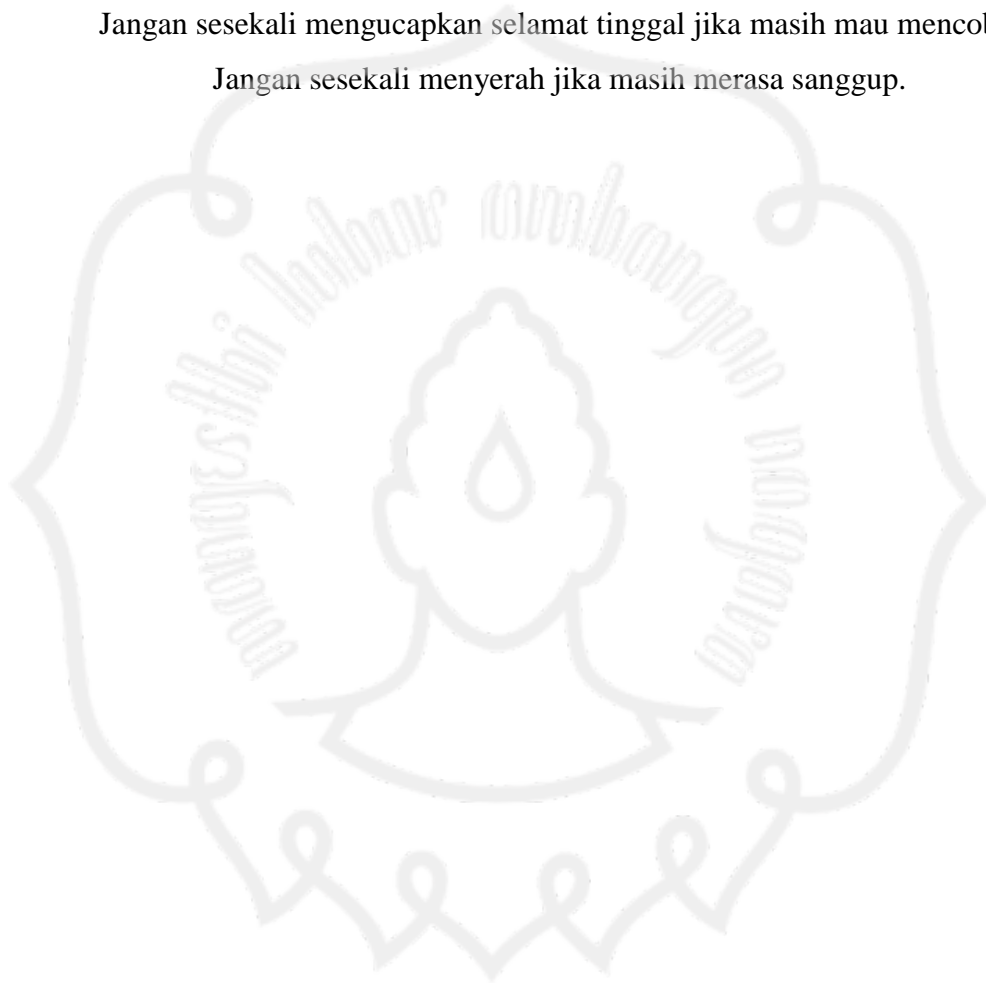 Jangan sesekali mengucapkan selamat tinggal jika masih mau mencob
Jangan sesekali menyerah jika masih merasa sanggup.